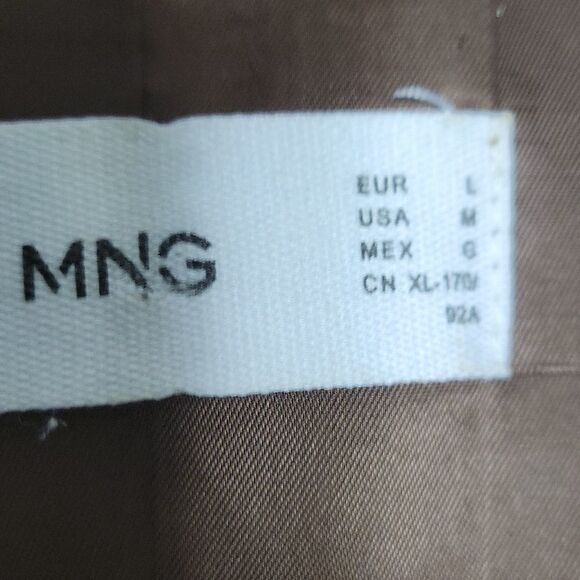 MNG
EUR L
USA M
MEX G
CN XL-170/
92A